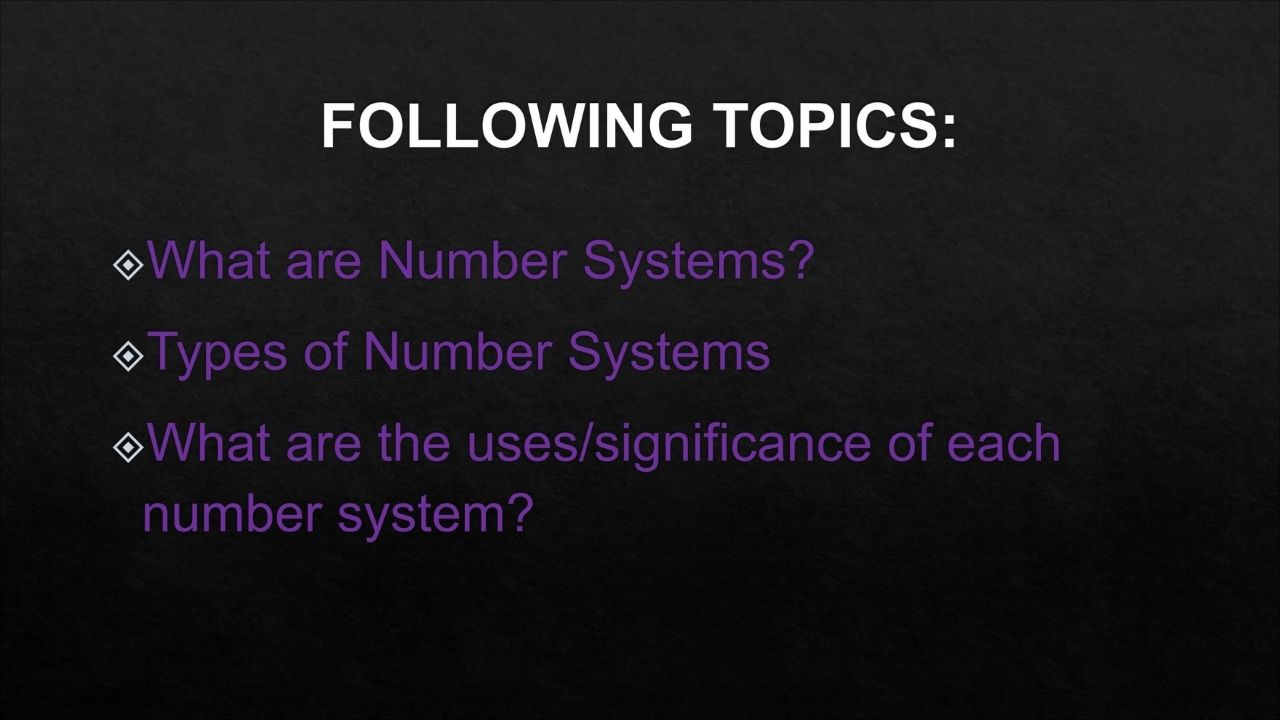 FOLLOWING TOPICS:
What are Number Systems?
Types of Number Systems
What are the uses/significance of each
number system?